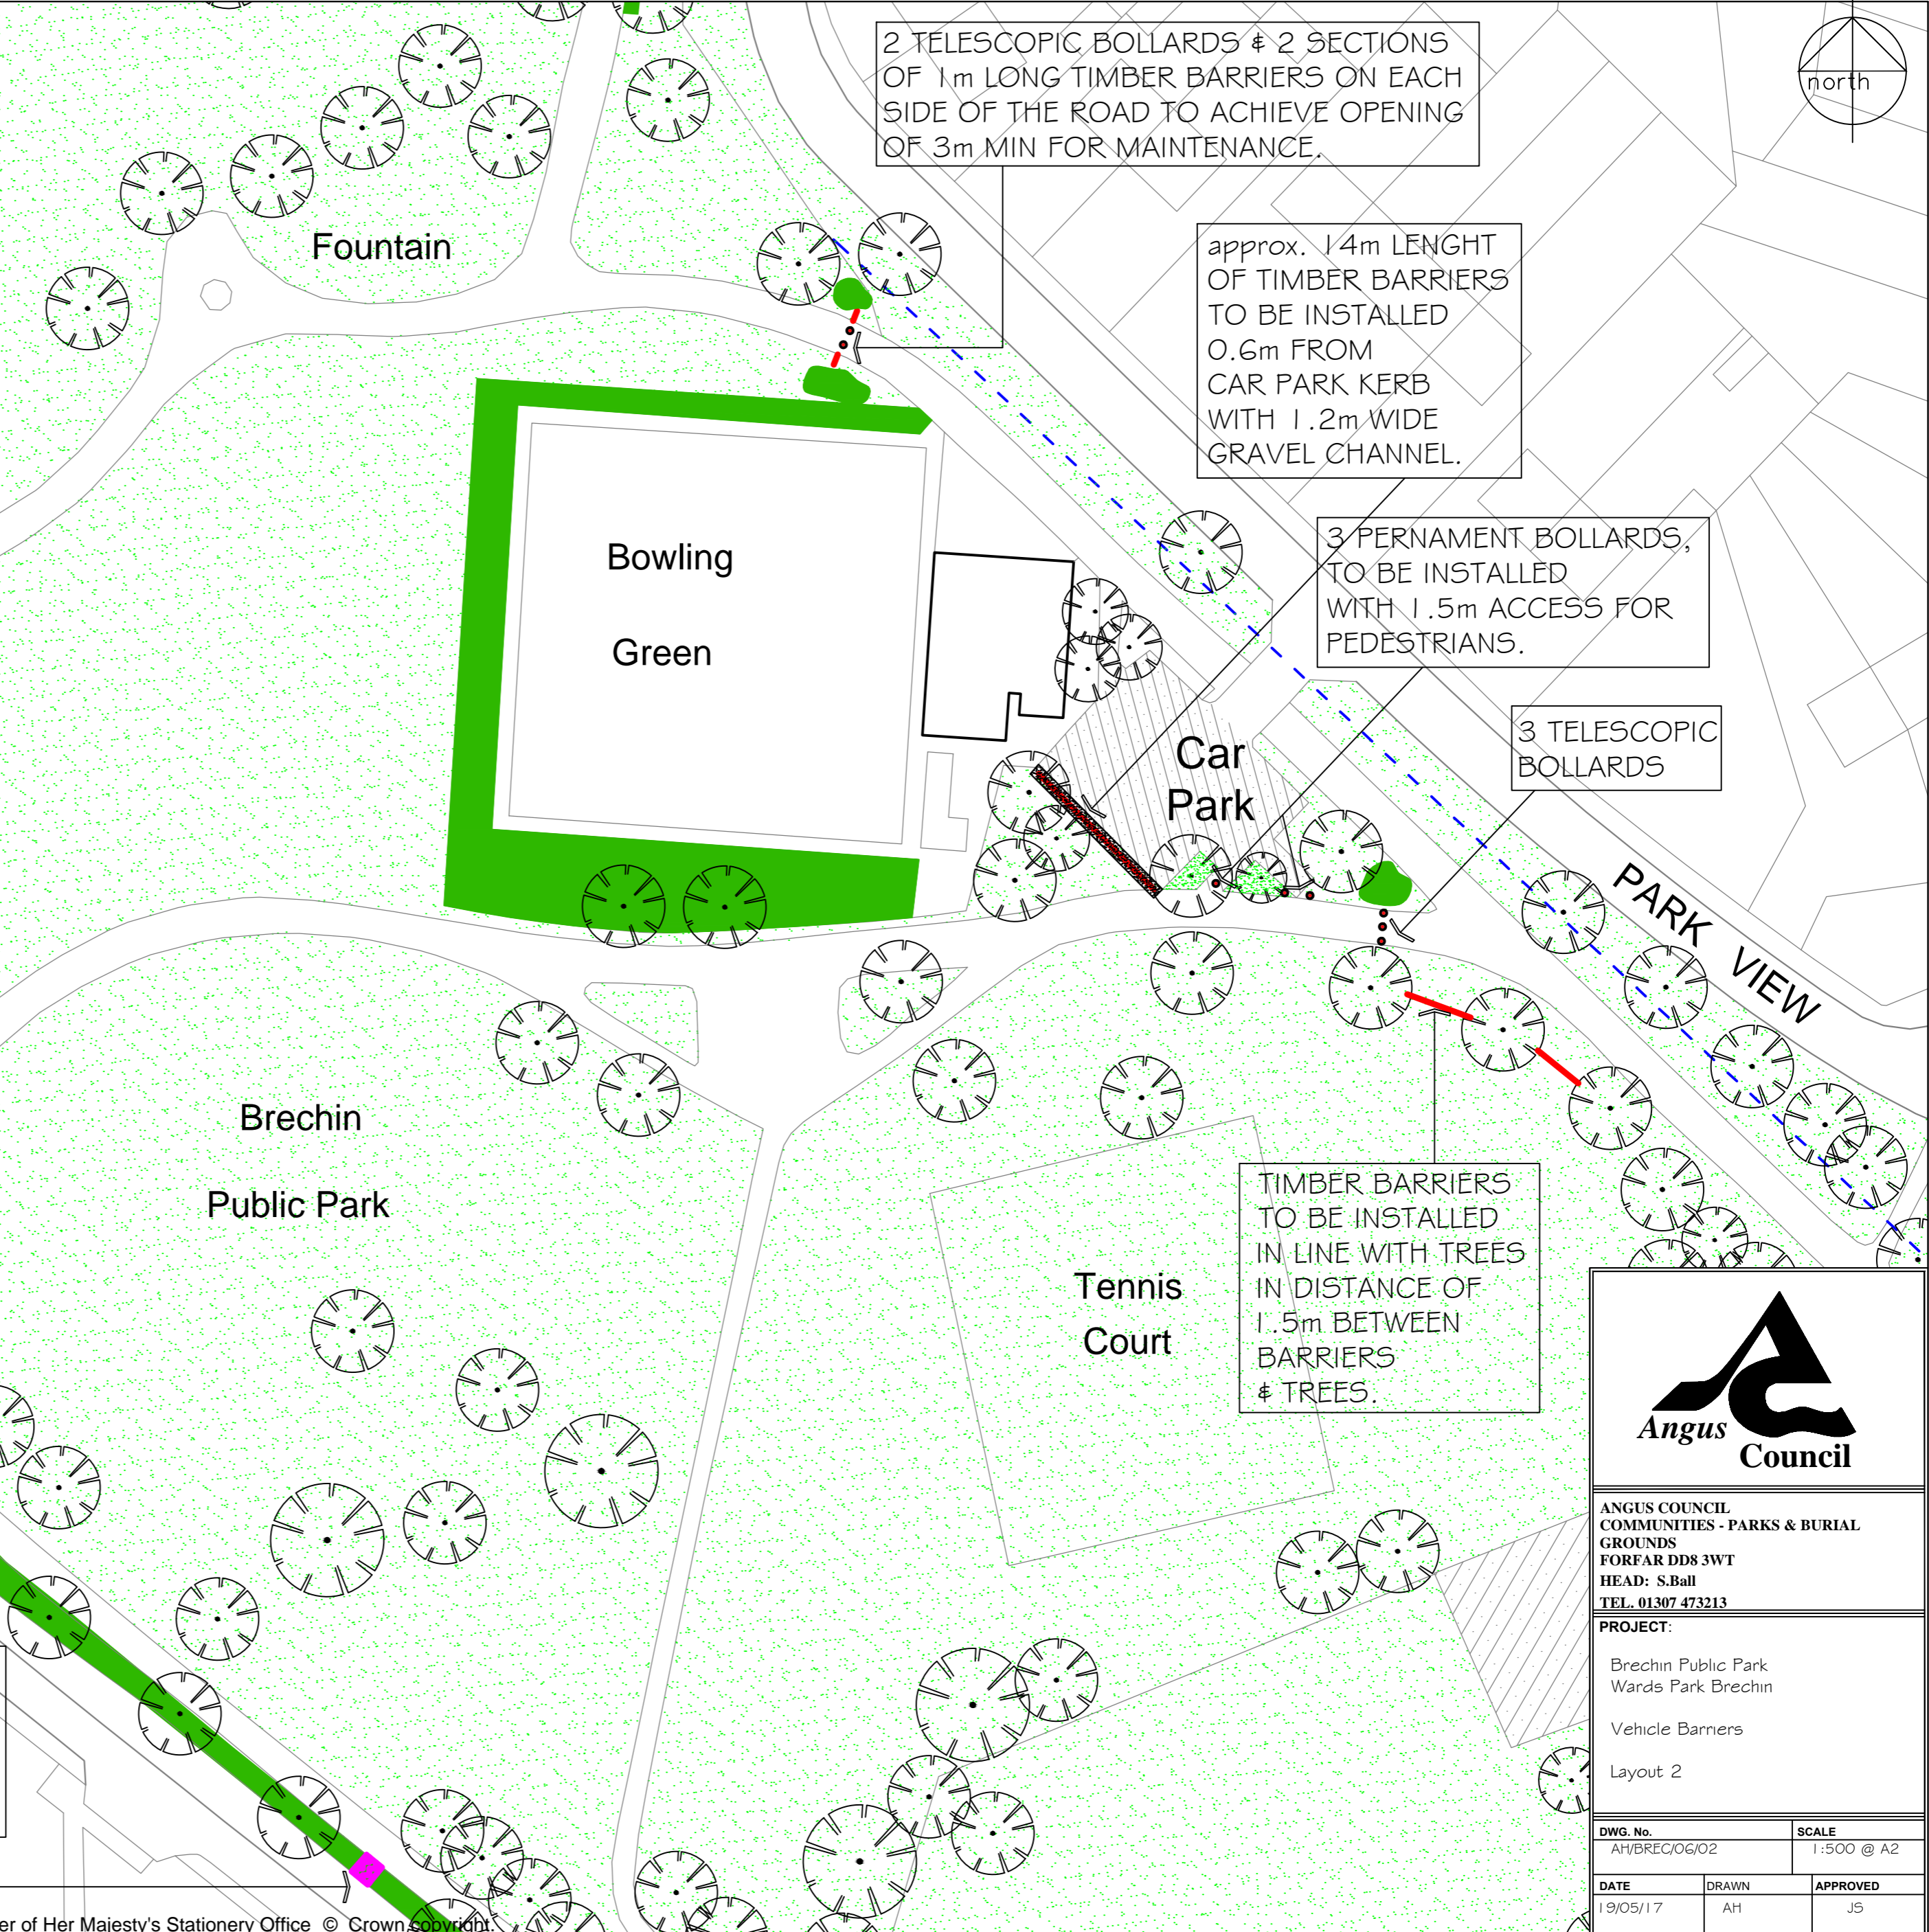 2 TELESCOPIC BOLLARDS & 2 SECTIONS
OF 1m LONG TIMBER BARRIERS ON EACH
SIDE OF THE ROAD TO ACHIEVE OPENING
OF 3m MIN FOR MAINTENANCE.
north
Fountain
approx. 14m LENGHT
OF TIMBER BARRIERS
TO BE INSTALLED
0.6m FROM
CAR PARK KERB
WITH 1.2m WIDE
GRAVEL CHANNEL.
3 PERNAMENT BOLLARDS,
TO BE INSTALLED
WITH 1.5m ACCESS FOR
PEDESTRIANS.
Bowling
Green
3 TELESCOPIC
BOLLARDS
Car
Park
PARK VIEW
Brechin
Public Park
TIMBER BARRIERS
TO BE INSTALLED
IN LINE WITH TREES
IN DISTANCE OF
1.5m BETWEEN
BARRIERS
& TREES.
Tennis
Court
Angus
Council
ANGUS COUNCIL
COMMUNITIES - PARKS & BURIAL
GROUNDS
FORFAR DD8 3WT
HEAD: S.Ball
TEL. 01307 473213
PROJECT:
Brechin Public Park
Wards Park Brechin
Vehicle Barriers
Layout 2
DWG. No.
AH/BREC/06/02
SCALE
1:500 @ A2
DATE
19/05/17
DRAWN
AH
APPROVED
JS
er of Her Majesty's Stationery Office © Crown copyright.